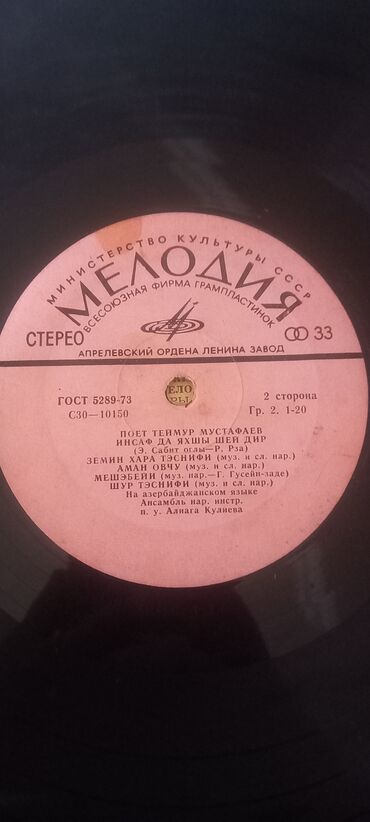 МИНИСТЕРСТВО КУЛЬТУРЫ СССР
МЕЛОДИЯ
ВСЕСОЮЗНАЯ ФИРМА ГРАМПЛАСТИНОК
СТЕРЕО
33
АПРЕЛЕВСКИЙ ОРДЕНА ЛЕНИНА ЗАВОД
ГОСТ 5289-73
С30—10150
2 сторона
Гр. 2. 1-20
ЕЛО
РЫ
ПОЕТ ТЕЙМУР МУСТАФАЕВ
ИНСАФ ДА ЯХШЫ ШЕЙ ДИР
(Э. Сабит оглы—Р. Рза)
ЗЕМИН ХАРА ТЭСНИФИ (муз. и сл. нар.)
АМАН ОВЧУ (муз. и сл. нар.)
МЕШЭБЕЙИ (муз. нар.—Г. Гусейн-заде)
ШУР ТЭСНИФИ (муз. и сл. нар.)
На азербайджанском языке
Ансамбль нар. инстр.
п. у. Алиага Кулиева